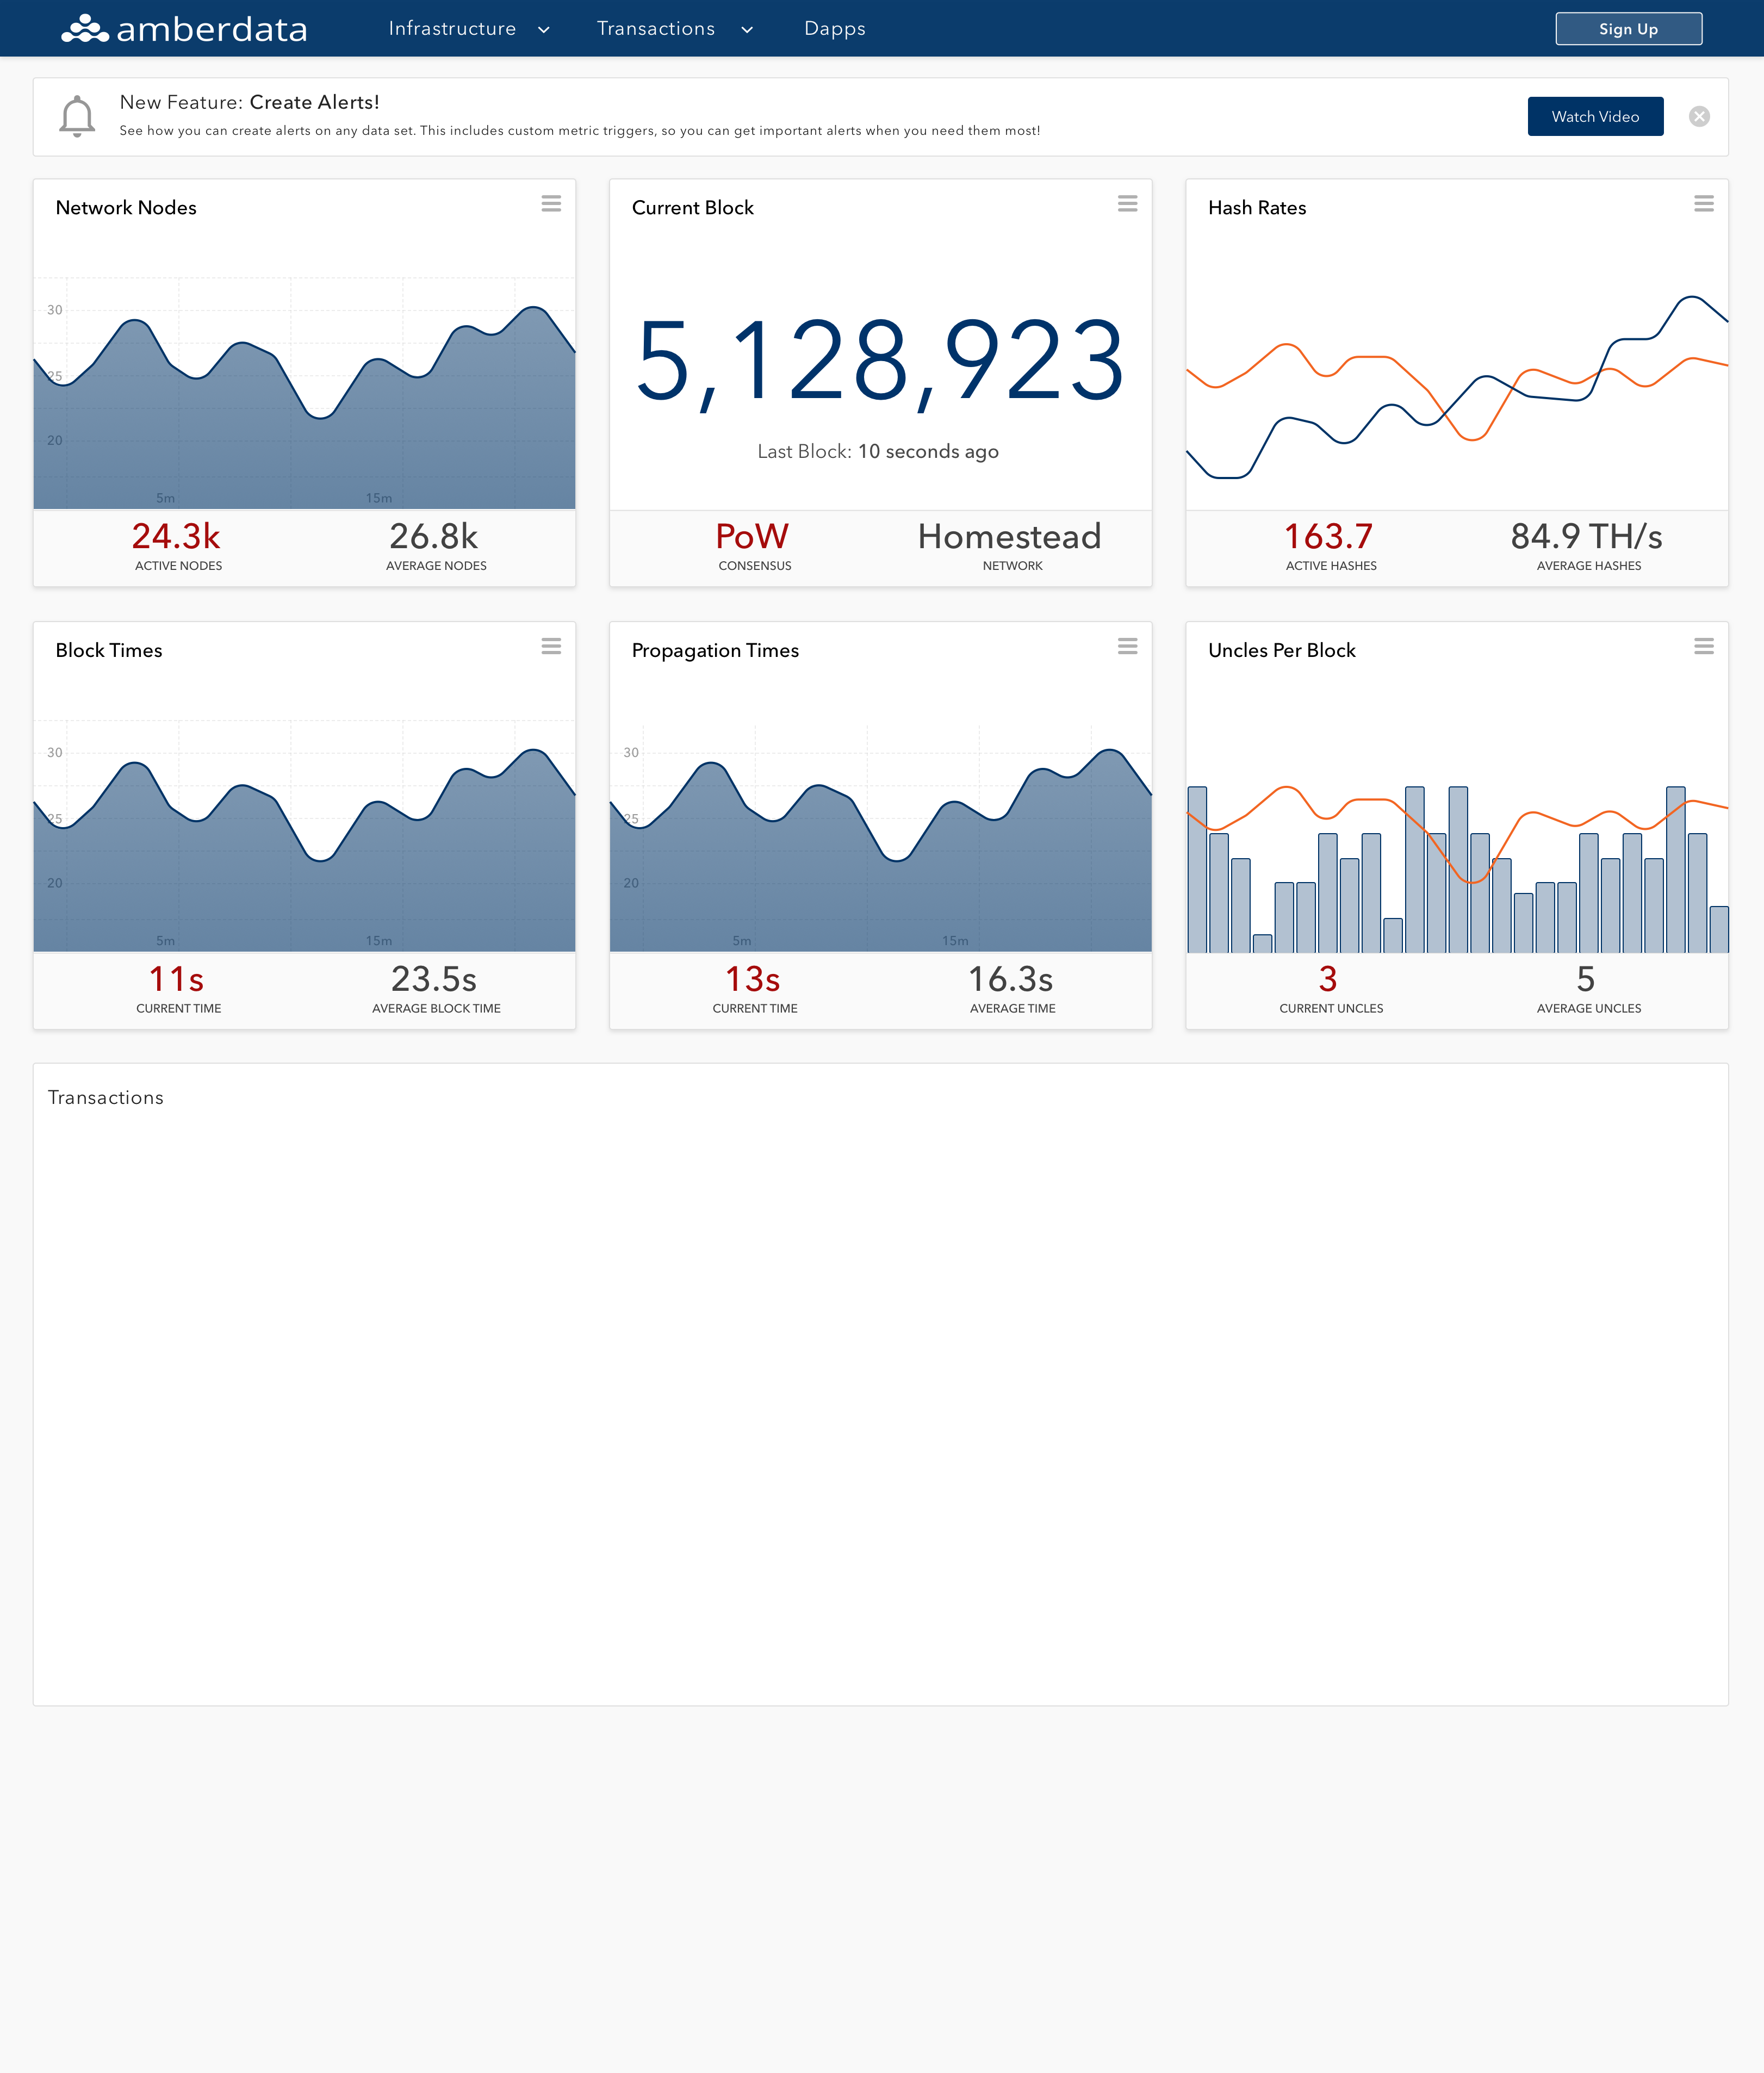 amberdata Infrastructure Transactions Dapps Sign Up
New Feature: Create Alerts!
See how you can create alerts on any data set. This includes custom metric triggers, so you can get important alerts when you need them most!
Watch Video
Network Nodes
30
25
20
5m 15m
24.3k 26.8k
ACTIVE NODES AVERAGE NODES
Current Block
5,128,923
Last Block: 10 seconds ago
PoW Homestead
CONSENSUS NETWORK
Hash Rates
163.7 84.9 TH/s
ACTIVE HASHES AVERAGE HASHES
Block Times
30
25
20
5m 15m
11s 23.5s
CURRENT TIME AVERAGE BLOCK TIME
Propagation Times
30
25
20
5m 15m
13s 16.3s
CURRENT TIME AVERAGE TIME
Uncles Per Block
3 5
CURRENT UNCLES AVERAGE UNCLES
Transactions